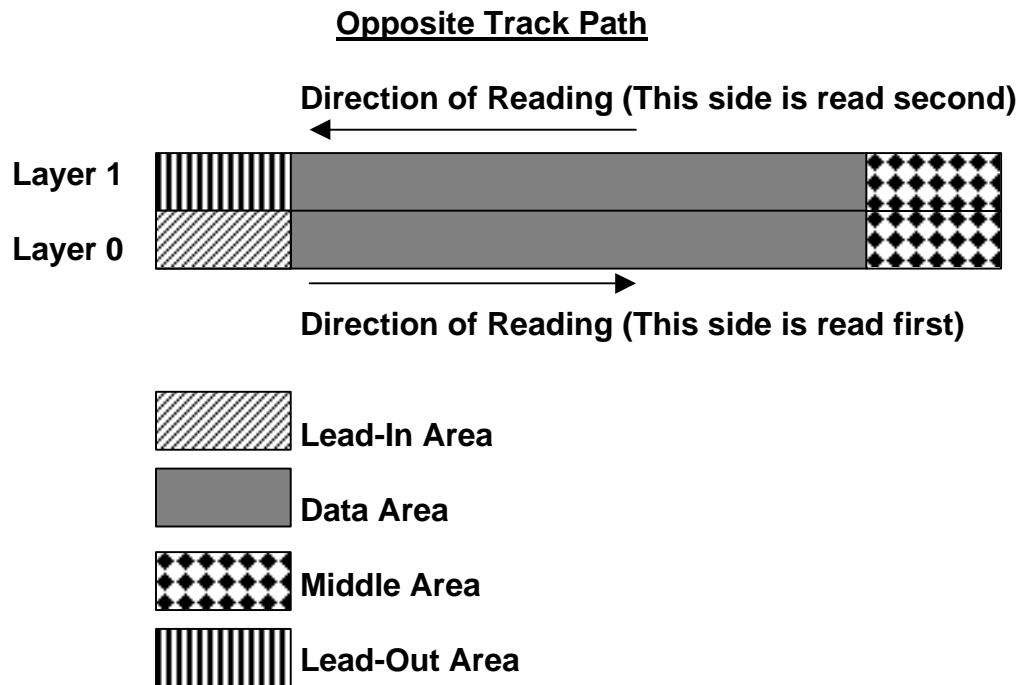 Opposite Track Path
Direction of Reading (This side is read second)
Layer 1
Layer 0
Direction of Reading (This side is read first)
Lead-In Area
Data Area
Middle Area
Lead-Out Area